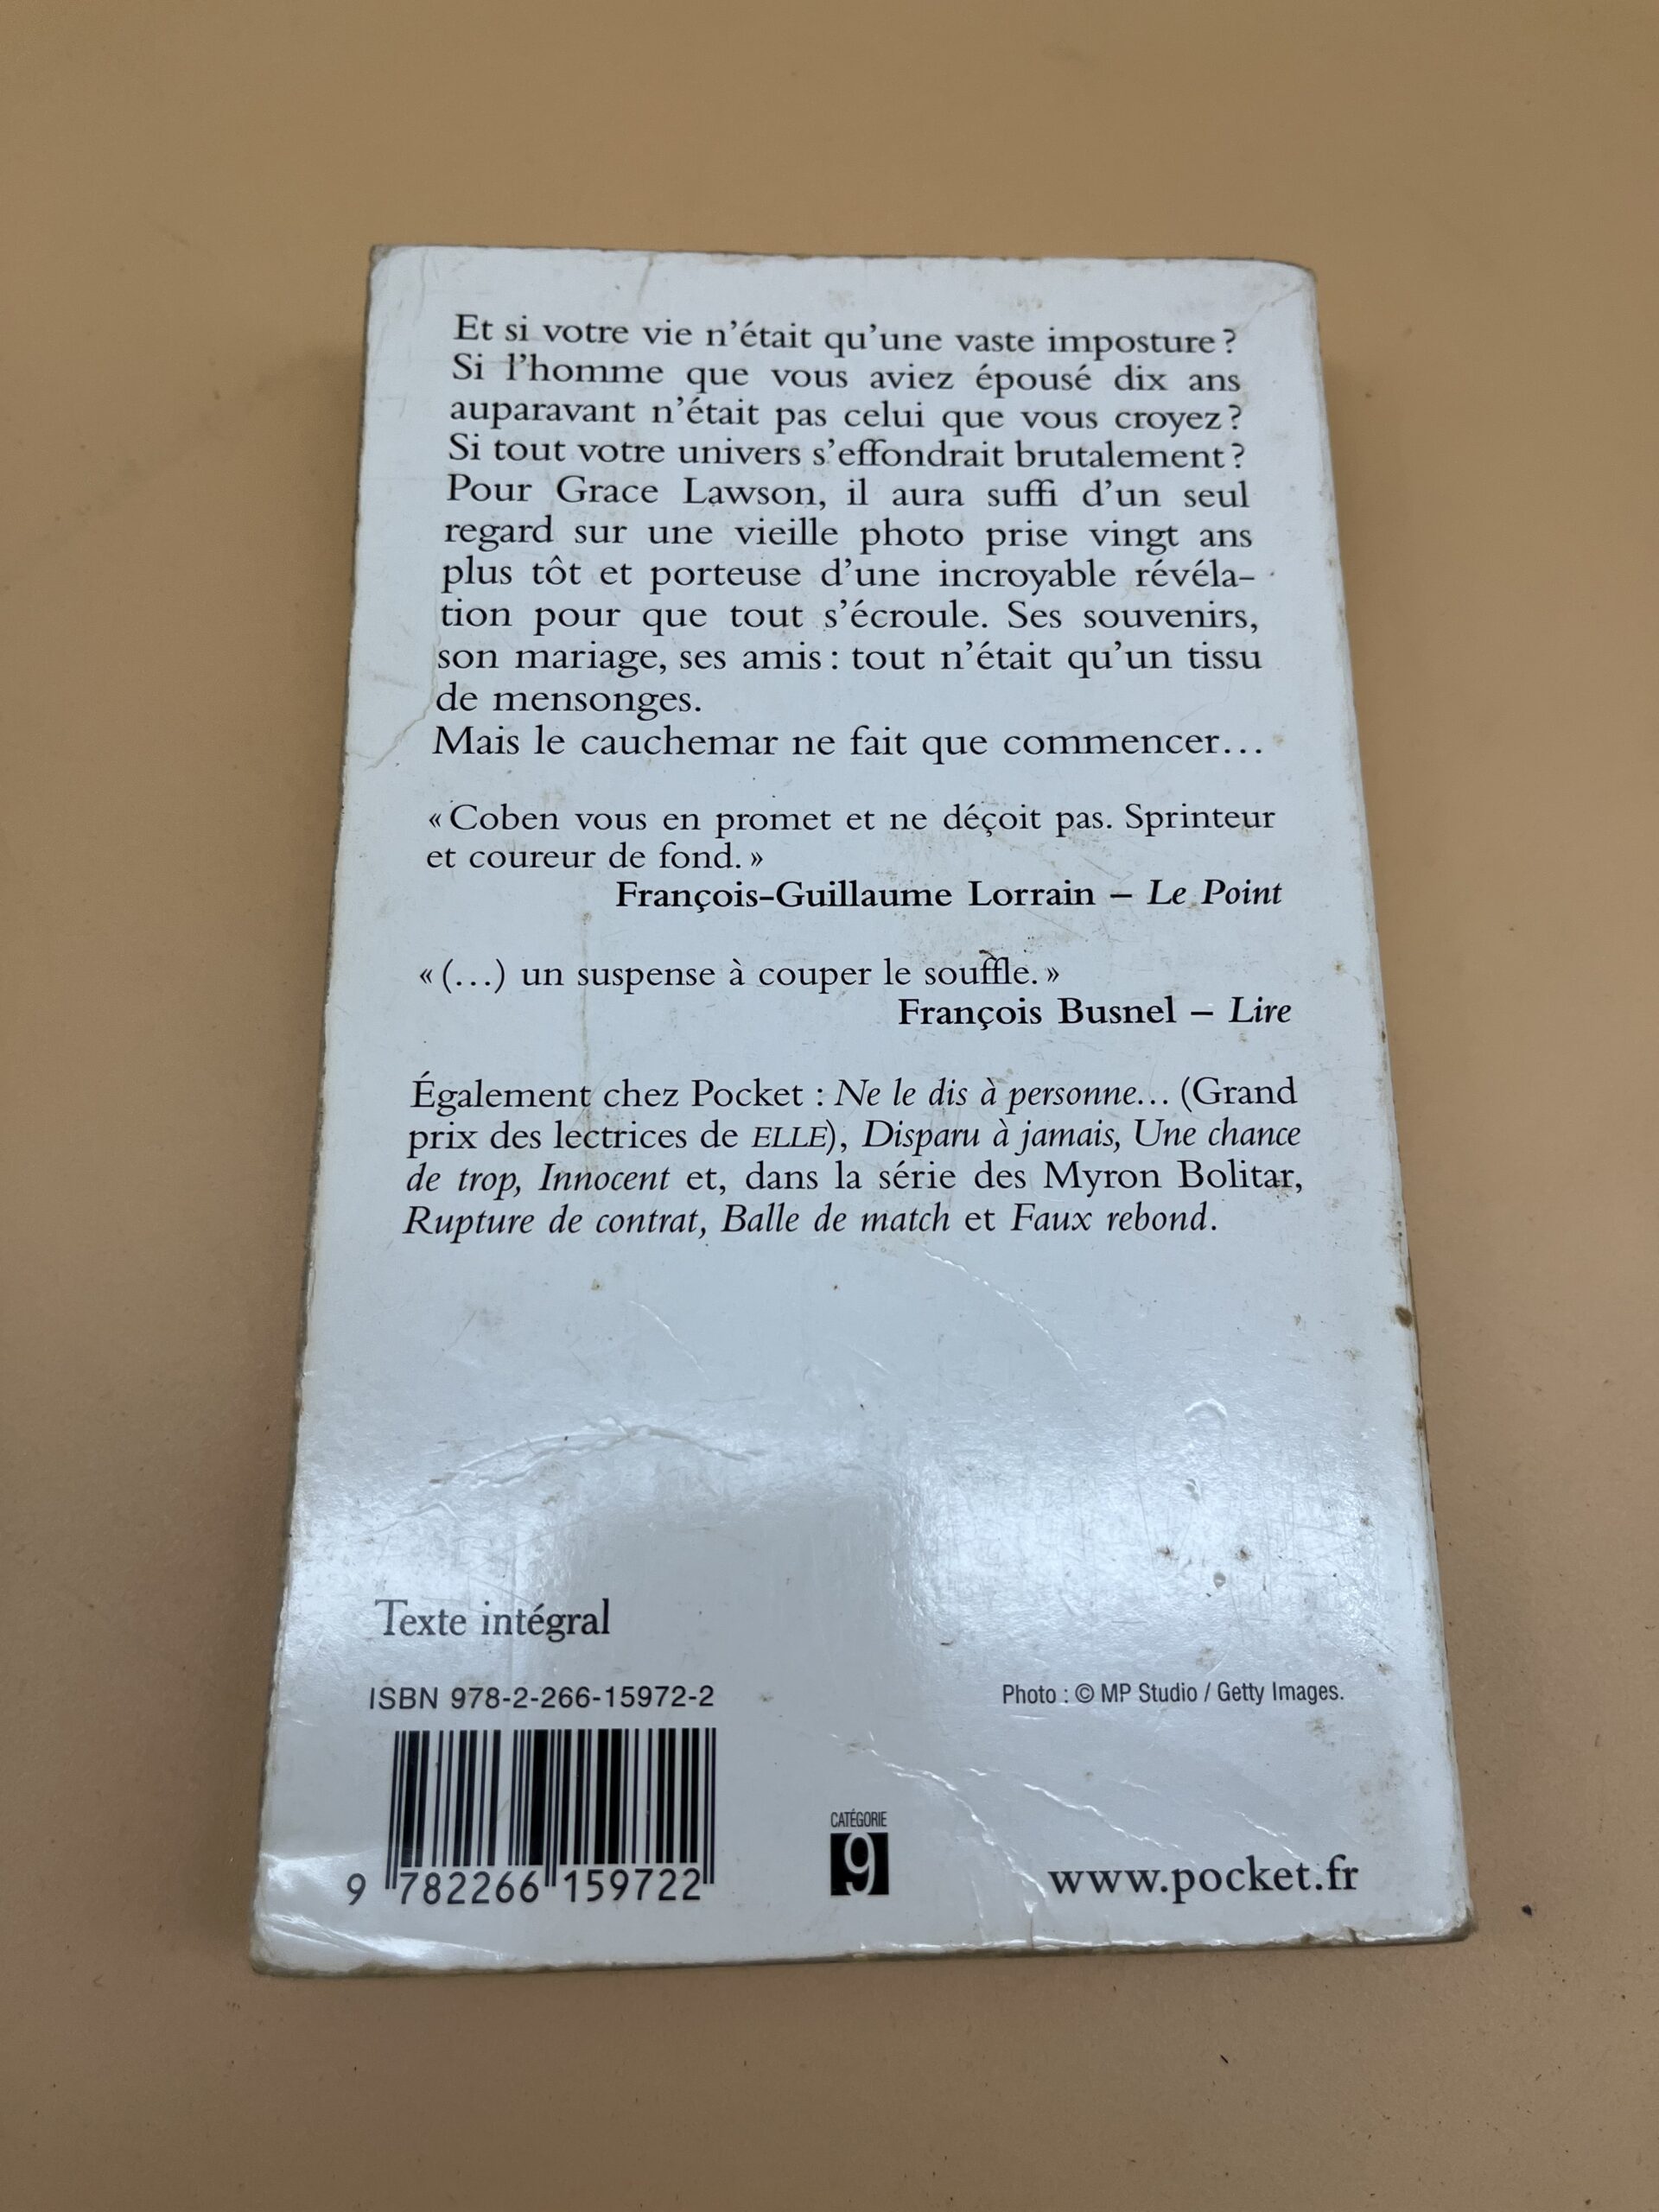 Et si votre vie n'était qu'une vaste imposture ?
Si l'homme que vous aviez épousé dix ans
auparavant n'était pas celui que vous croyez ?
Si tout votre univers s'effondrait brutalement ?
Pour Grace Lawson, il aura suffi d'un seul
regard sur une vieille photo prise vingt ans
plus tôt et porteuse d'une incroyable révéla-
tion pour que tout s'écroule. Ses souvenirs,
son mariage, ses amis : tout n'était qu'un tissu
de mensonges.
Mais le cauchemar ne fait que commencer…
« Coben vous en promet et ne déçoit pas. Sprinteur
et coureur de fond. »
François-Guillaume Lorrain – Le Point
« (…) un suspense à couper le souffle. »
François Busnel – Lire
Également chez Pocket : Ne le dis à personne… (Grand
prix des lectrices de ELLE), Disparu à jamais, Une chance
de trop, Innocent et, dans la série des Myron Bolitar,
Rupture de contrat, Balle de match et Faux rebond.
Texte intégral
ISBN 978-2-266-15972-2
Photo : © MP Studio / Getty Images.
9 782266 159722
CATÉGORIE
9
www.pocket.fr